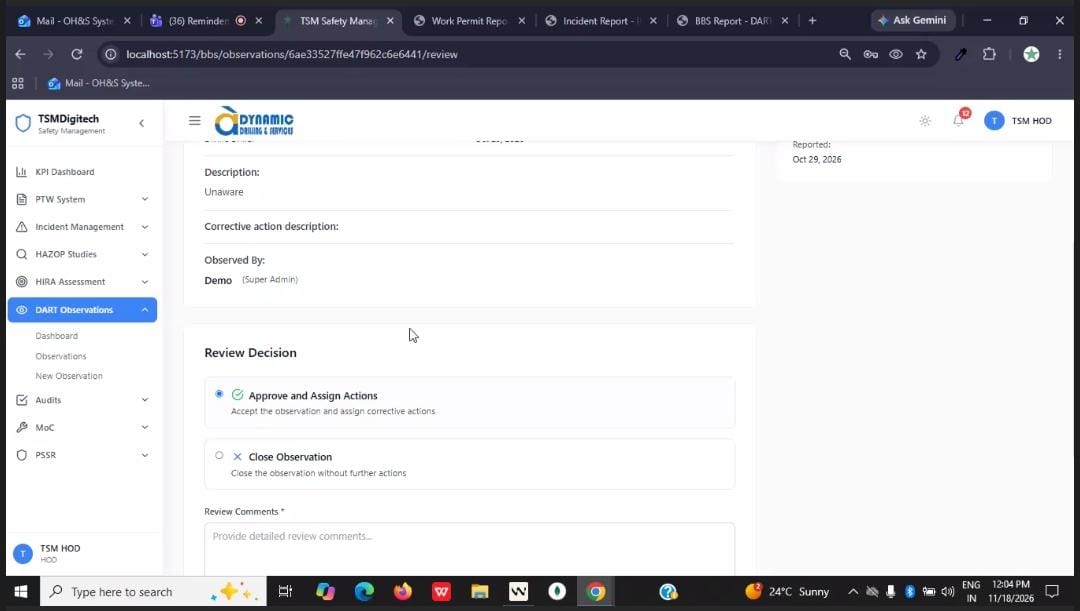 Mail - OH&S Syste
(36) Reminder
TSM Safety Manag
Work Permit Repo
Incident Report - I
BBS Report - DAR
Ask Gemini
localhost:5173/bbs/observations/6ae33527ffe47f962c6e6441/review
Mail - OH&S Syste...
TSMDigitech
Safety Management
DYNAMIC
DRILLING & SERVICES
12
T
TSM HOD
KPI Dashboard
PTW System
Incident Management
HAZOP Studies
HIRA Assessment
DART Observations
Dashboard
Observations
New Observation
Audits
MoC
PSSR
T
TSM HOD
HOD
Reported:
Oct 29, 2026
Description:
Unaware
Corrective action description:
Observed By:
Demo (Super Admin)
Review Decision
Approve and Assign Actions
Accept the observation and assign corrective actions
Close Observation
Close the observation without further actions
Review Comments *
Provide detailed review comments...
Type here to search
2
24°C Sunny
ENG
IN
12:04 PM
11/18/2026